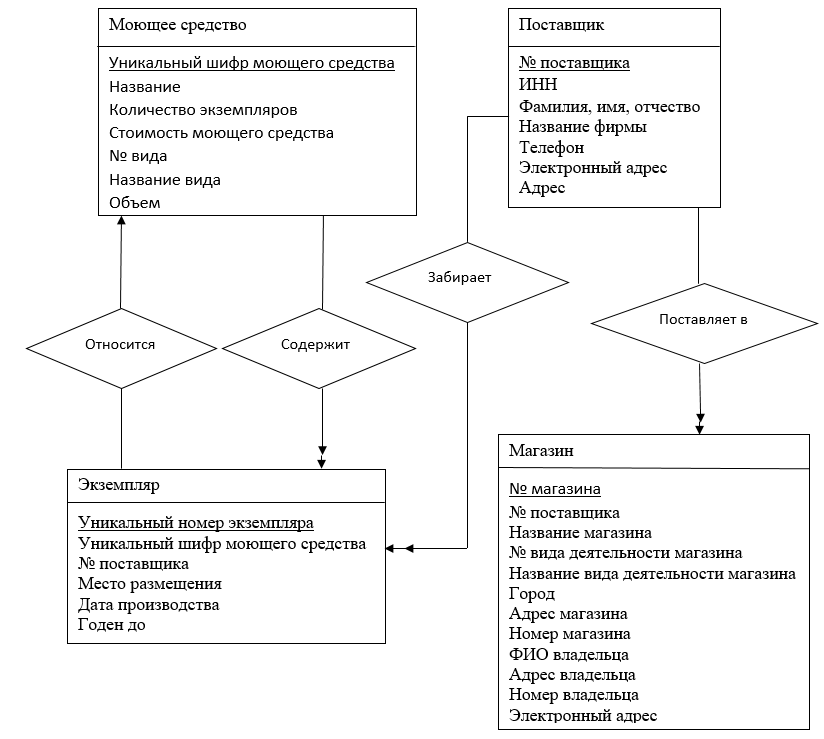 Моющее средство
Уникальный шифр моющего средства
Название
Количество экземпляров
Стоимость моющего средства
№ вида
Название вида
Объем
Поставщик
№ поставщика
ИНН
Фамилия, имя, отчество
Название фирмы
Телефон
Электронный адрес
Адрес
Забирает
Поставляет в
Относится
Содержит
Экземпляр
Уникальный номер экземпляра
Уникальный шифр моющего средства
№ поставщика
Место размещения
Дата производства
Годен до
Магазин
№ магазина
№ поставщика
Название магазина
№ вида деятельности магазина
Название вида деятельности магазина
Город
Адрес магазина
Номер магазина
ФИО владельца
Адрес владельца
Номер владельца
Электронный адрес